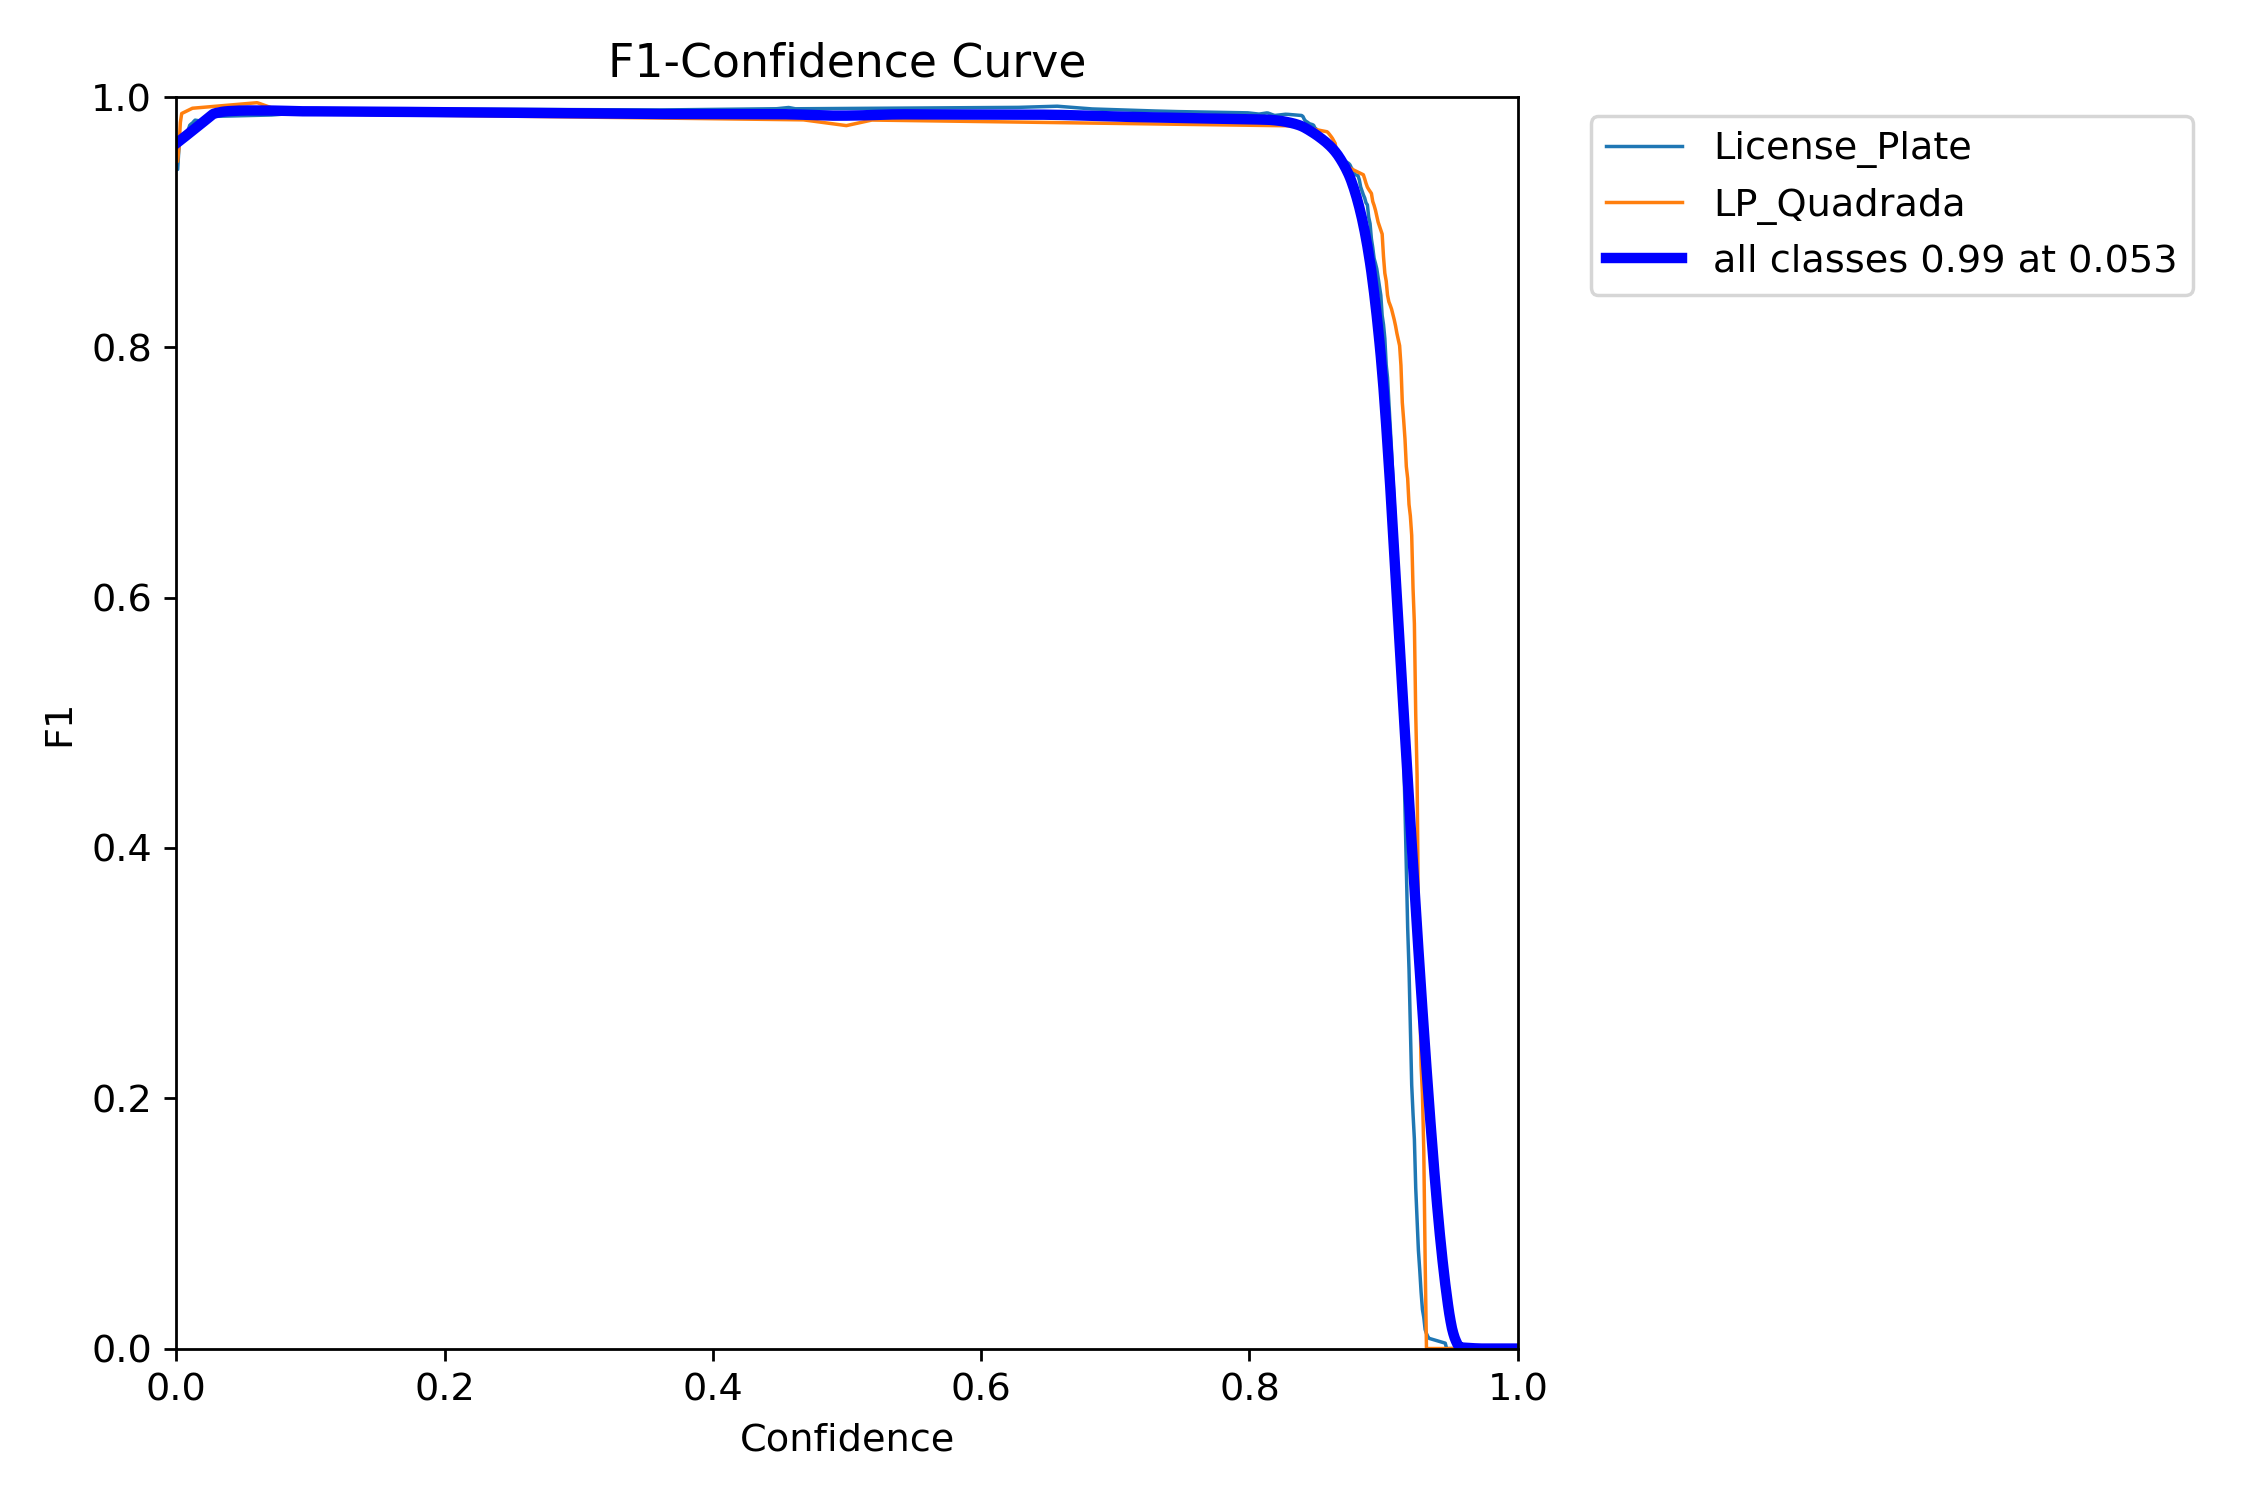 F1-Confidence Curve
License_Plate
LP_Quadrada
all classes 0.99 at 0.053
1.0
0.8
0.6
0.4
0.2
0.0
F1
0.0 0.2 0.4 0.6 0.8 1.0
Confidence